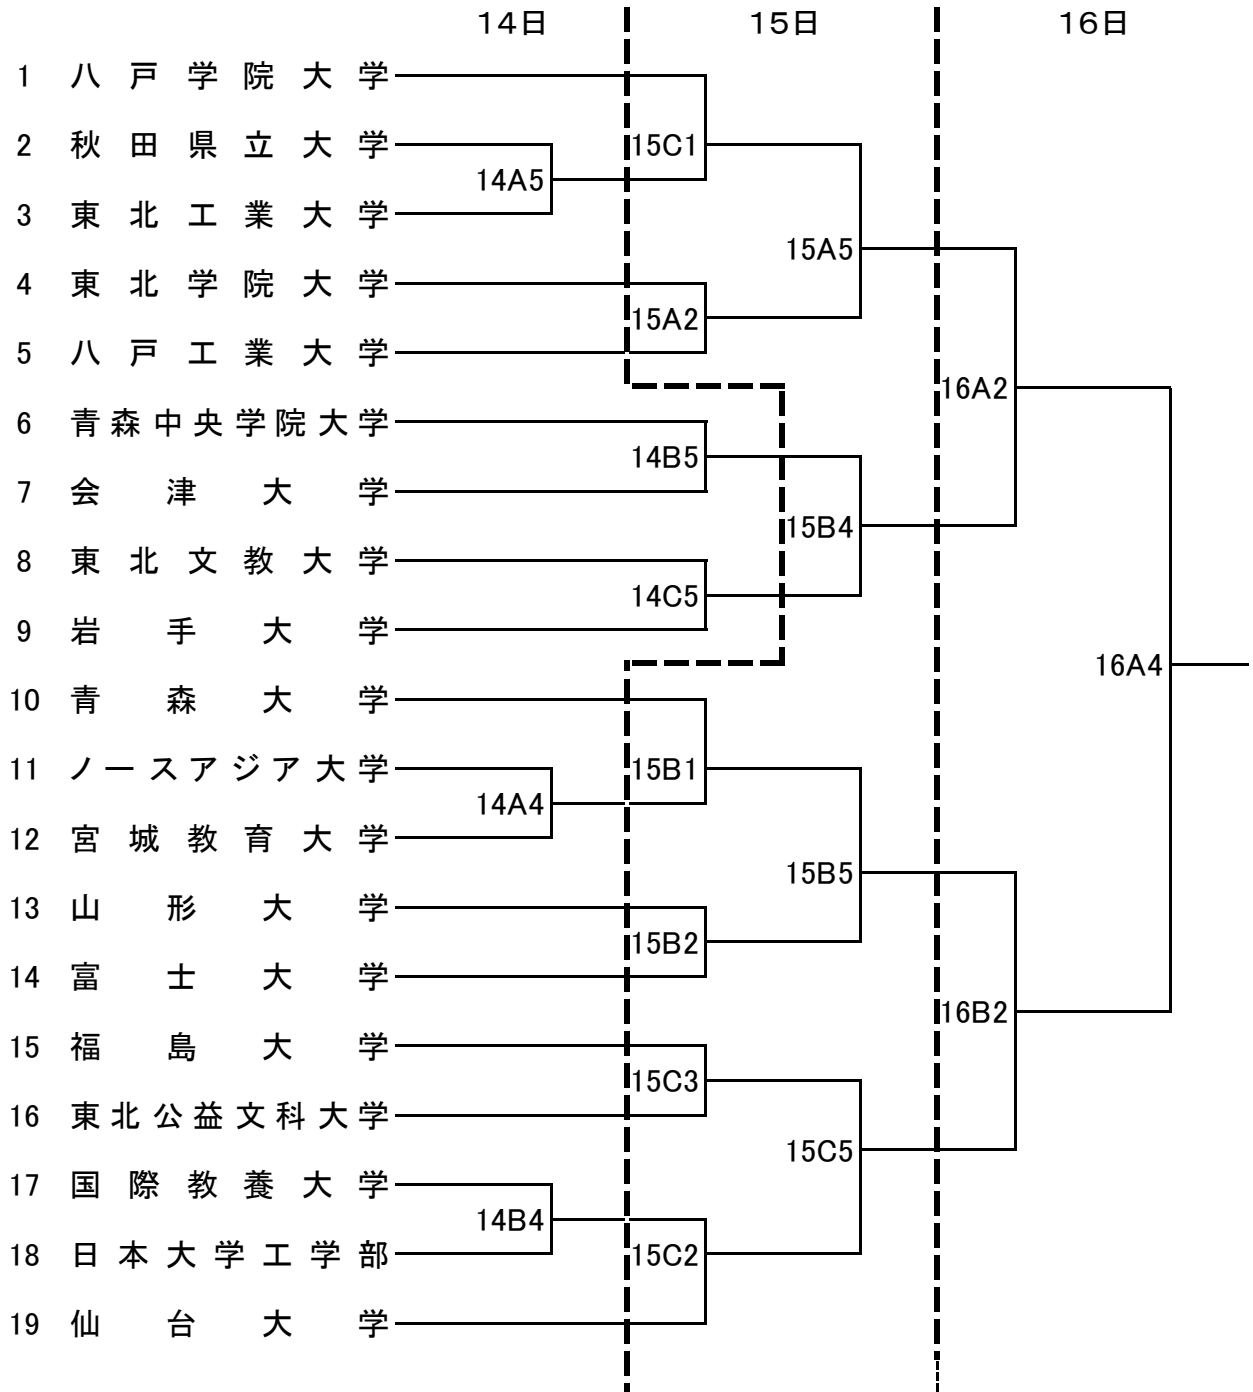 14日 15日 16日
1 八戸学院大学
2 秋田県立大学 15C1
14A5
3 東北工業大学
15A5
4 東北学院大学
15A2
5 八戸工業大学
16A2
6 青森中央学院大学
14B5
7 会津大学
15B4
8 東北文教大学
14C5
9 岩手大学
16A4
10 青森大学
11 ノースアジア大学 15B1
14A4
12 宮城教育大学
15B5
13 山形大学
15B2
14 富士大学
16B2
15 福島大学
15C3
16 東北公益文科大学
15C5
17 国際教養大学
14B4
18 日本大学工学部 15C2
19 仙台大学